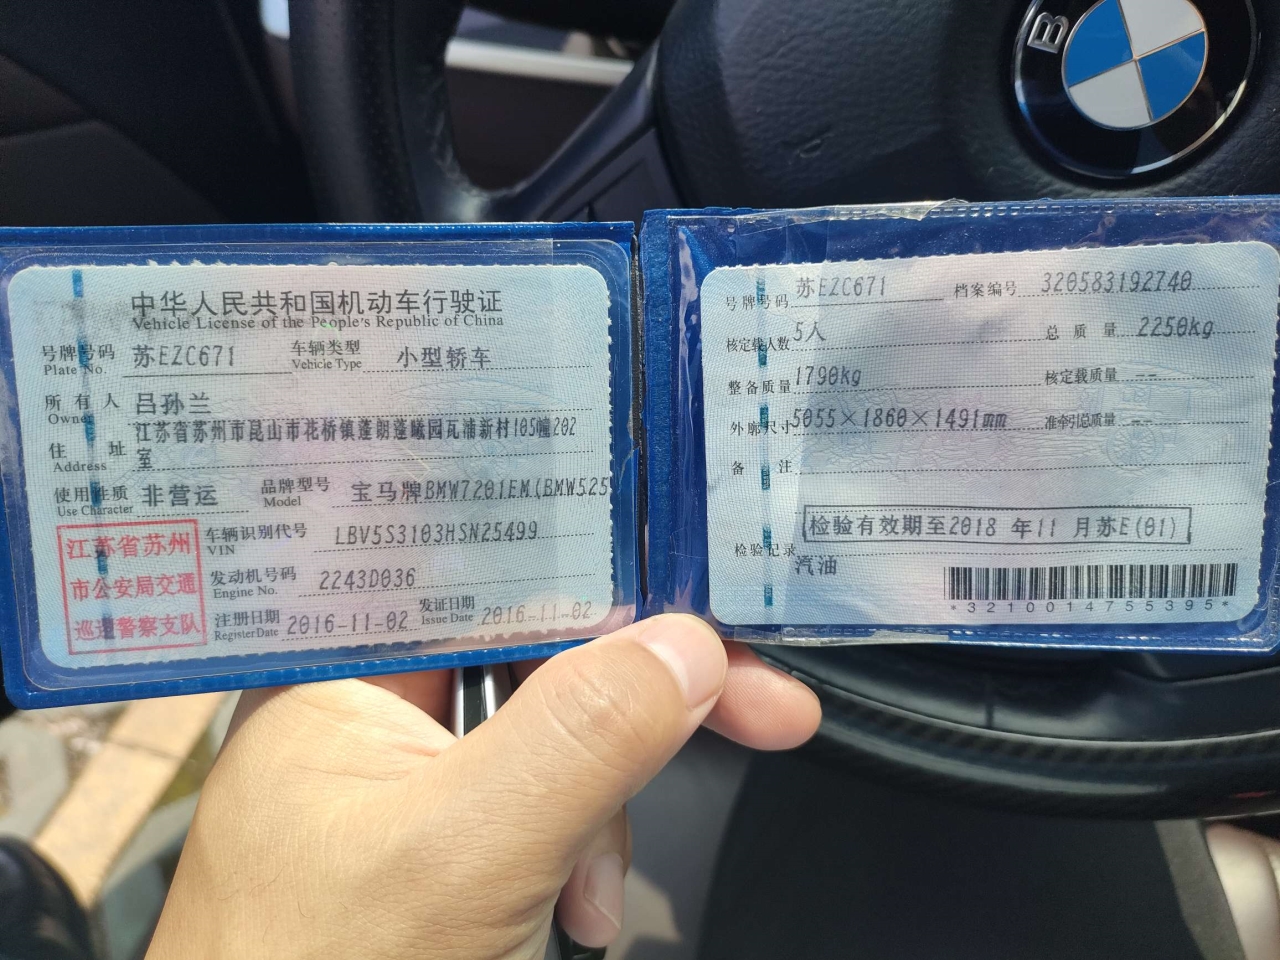 B
中华人民共和国机动车行驶证
Vehicle License of the People's Republic of China
号牌号码 苏EZC671 车辆类型 小型轿车
Plate No. Vehicle Type
所有人 吕孙兰
Owner
住址 江苏省苏州市昆山市花桥镇蓬朗蓬曦园瓦浦新村105幢202
Address 室
使用性质 非营运 品牌型号 宝马牌BMW7201EM(BMW525
Use Character Model
江苏省苏州
市公安局交通
巡逻警察支队
车辆识别代号 LBV5S3103HSN25499
VIN
发动机号码 2243D036
Engine No.
注册日期 2016-11-02 发证日期 2016-11-02
Register Date Issue Date
号牌号码 苏EZC671 档案编号 320583192740
核定载人数 5人 总质量 2250kg
整备质量 1790kg 核定载质量 --
外廓尺寸 5055×1860×1491mm 准牵引总质量 --
备注
检验有效期至2018 年11 月苏E(01)
检验记录
汽油
*3210014755395*